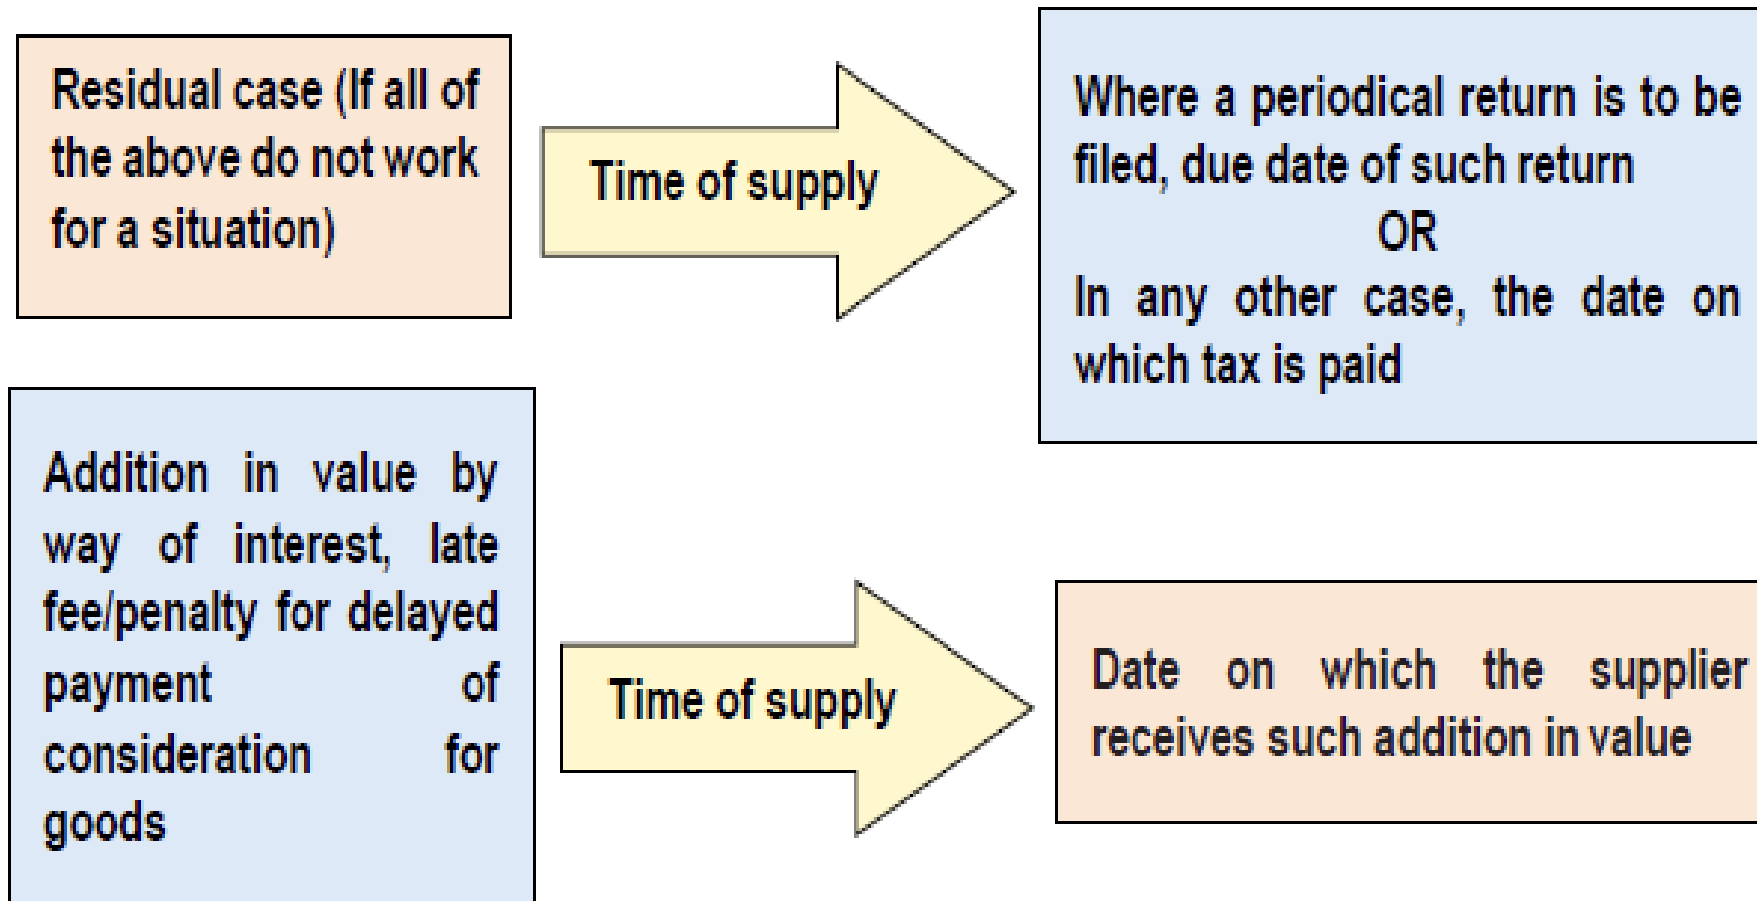 Residual case (If all of
the above do not work
for a situation)
Time of supply
Where a periodical return is to be
filed, due date of such return
OR
In any other case, the date on
which tax is paid
Addition in value by
way of interest, late
fee/penalty for delayed
payment of
consideration for
goods
Time of supply
Date on which the supplier
receives such addition in value